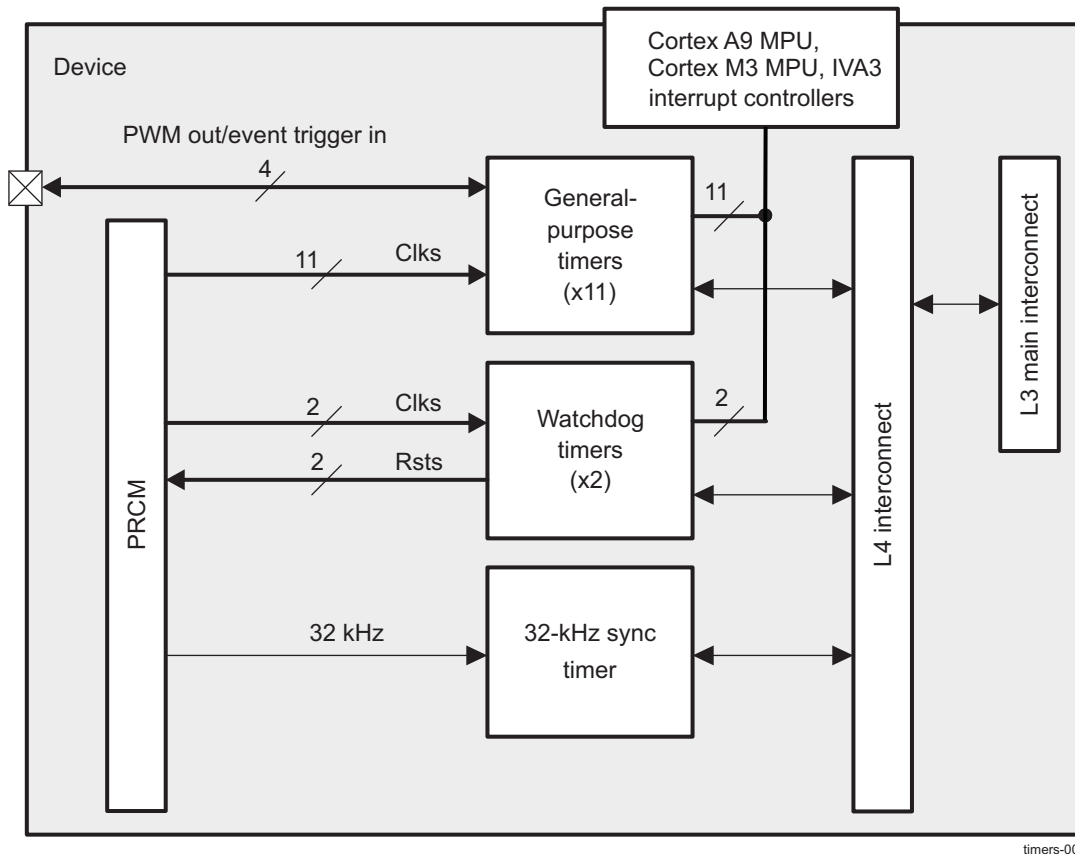 Device
Cortex A9 MPU,
Cortex M3 MPU, IVA3
interrupt controllers
PWM out/event trigger in
4
General-
purpose
timers
(x11)
11
11
Clks
2
Clks
2
Rsts
Watchdog
timers
(x2)
2
32 kHz
32-kHz sync
timer
PRCM
L4 interconnect
L3 main interconnect
timers-00